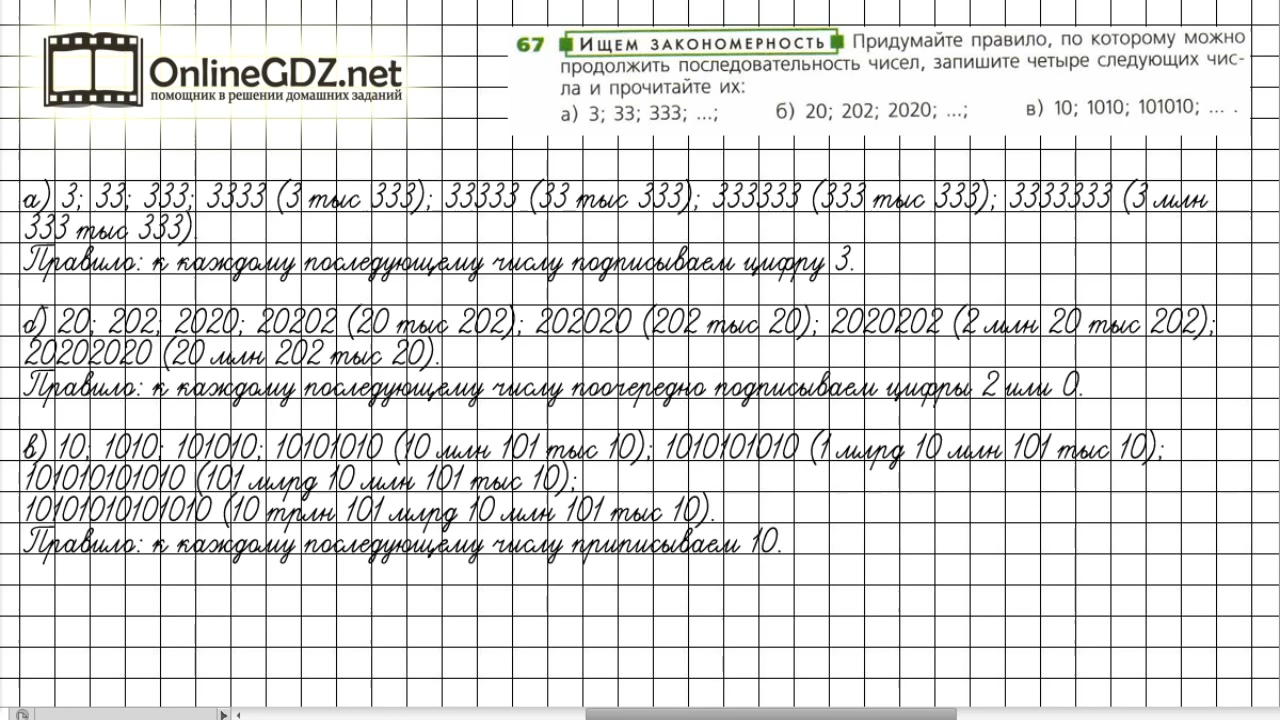 OnlineGDZ.net
помощник в решении домашних заданий
67 Ищем закономерность Придумайте правило, по которому можно
продолжить последовательность чисел, запишите четыре следующих чис-
ла и прочитайте их:
а) 3; 33; 333; ...; б) 20; 202; 2020; ...; в) 10; 1010; 101010; ... .
а) 3; 33; 333; 3333 (3 тыс 333); 33333 (33 тыс 333); 333333 (333 тыс 333); 3333333 (3 млн
333 тыс 333).
Правило: к каждому последующему числу подписываем цифру 3.
б) 20; 202; 2020; 20202 (20 тыс 202); 202020 (202 тыс 20); 2020202 (2 млн 20 тыс 202);
20202020 (20 млн 202 тыс 20).
Правило: к каждому последующему числу поочередно подписываем цифры 2 или 0.
в) 10; 1010; 101010; 10101010 (10 млн 101 тыс 10); 1010101010 (1 млрд 10 млн 101 тыс 10);
101010101010 (101 млрд 10 млн 101 тыс 10);
10101010101010 (10 трлн 101 млрд 10 млн 101 тыс 10).
Правило: к каждому последующему числу приписываем 10.